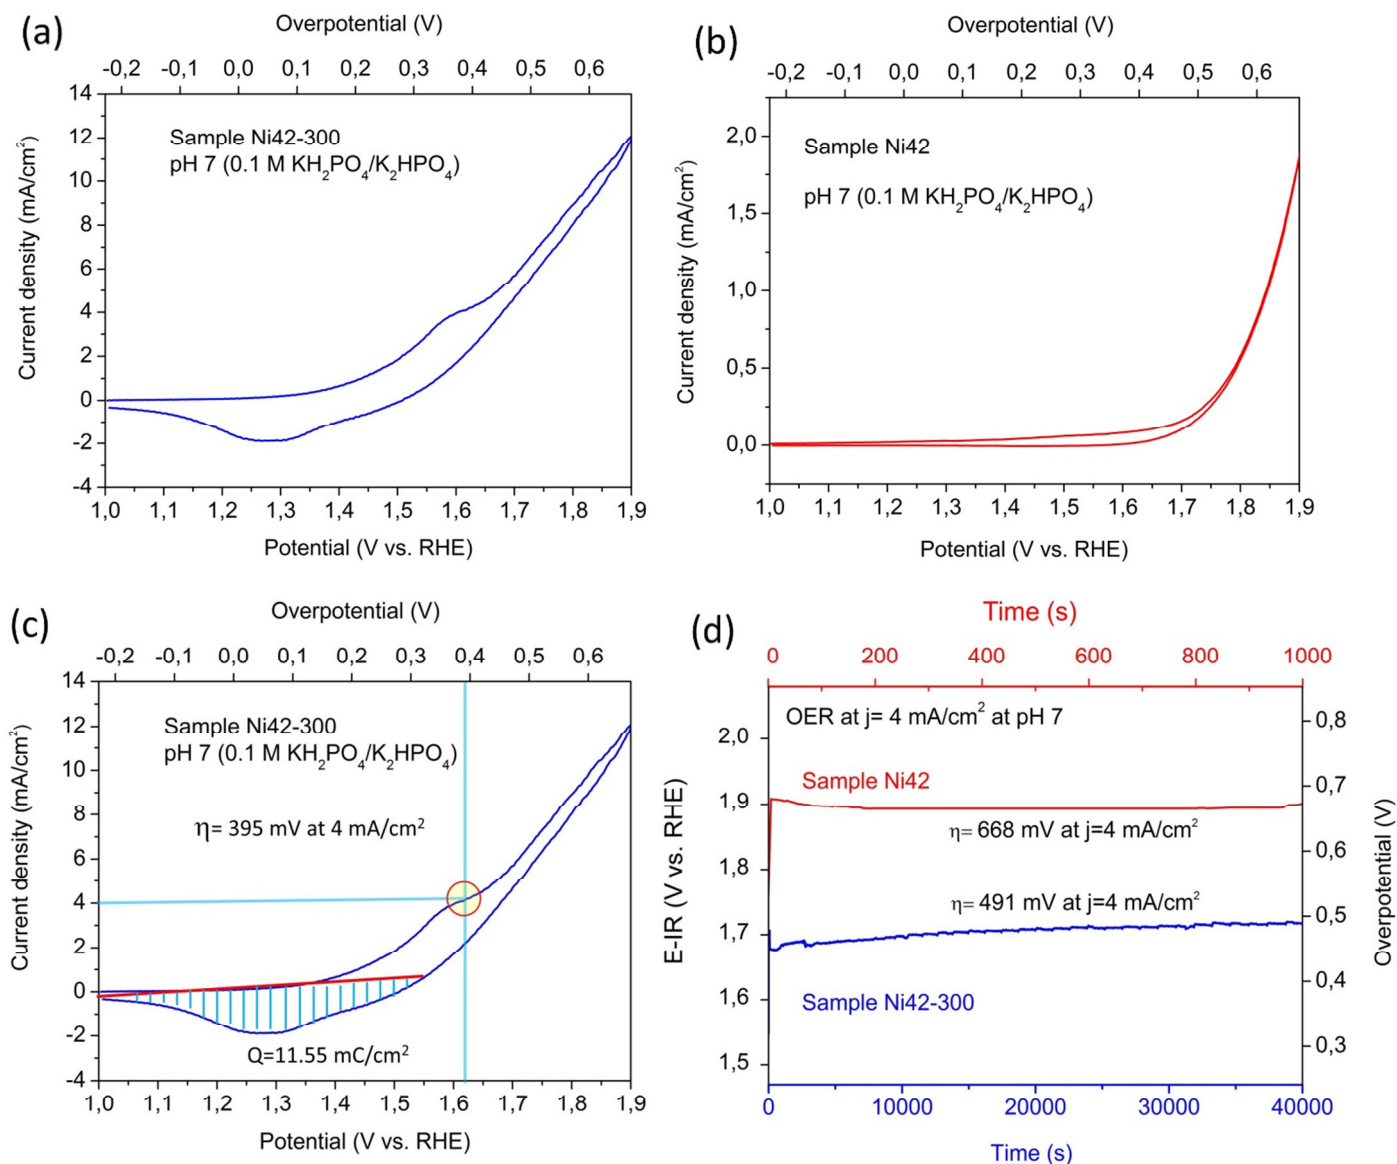 (a)
Overpotential (V)
-0,2 -0,1 0,0 0,1 0,2 0,3 0,4 0,5 0,6
14
12
10
8
6
4
2
0
-2
-4
Current density (mA/cm²)
Sample Ni42-300
pH 7 (0.1 M KH₂PO₄/K₂HPO₄)
1,0 1,1 1,2 1,3 1,4 1,5 1,6 1,7 1,8 1,9
Potential (V vs. RHE)
(b)
Overpotential (V)
-0,2 -0,1 0,0 0,1 0,2 0,3 0,4 0,5 0,6
2,0
1,5
1,0
0,5
0,0
Current density (mA/cm²)
Sample Ni42
pH 7 (0.1 M KH₂PO₄/K₂HPO₄)
1,0 1,1 1,2 1,3 1,4 1,5 1,6 1,7 1,8 1,9
Potential (V vs. RHE)
(c)
Overpotential (V)
-0,2 -0,1 0,0 0,1 0,2 0,3 0,4 0,5 0,6
14
12
10
8
6
4
2
0
-2
-4
Current density (mA/cm²)
Sample Ni42-300
pH 7 (0.1 M KH₂PO₄/K₂HPO₄)
η= 395 mV at 4 mA/cm²
Q=11.55 mC/cm²
1,0 1,1 1,2 1,3 1,4 1,5 1,6 1,7 1,8 1,9
Potential (V vs. RHE)
(d)
Time (s)
0 200 400 600 800 1000
2,0
1,9
1,8
1,7
1,6
1,5
E-IR (V vs. RHE)
OER at j= 4 mA/cm² at pH 7
Sample Ni42
η= 668 mV at j=4 mA/cm²
η= 491 mV at j=4 mA/cm²
Sample Ni42-300
0,8
0,7
0,6
0,5
0,4
0,3
Overpotential (V)
0 10000 20000 30000 40000
Time (s)